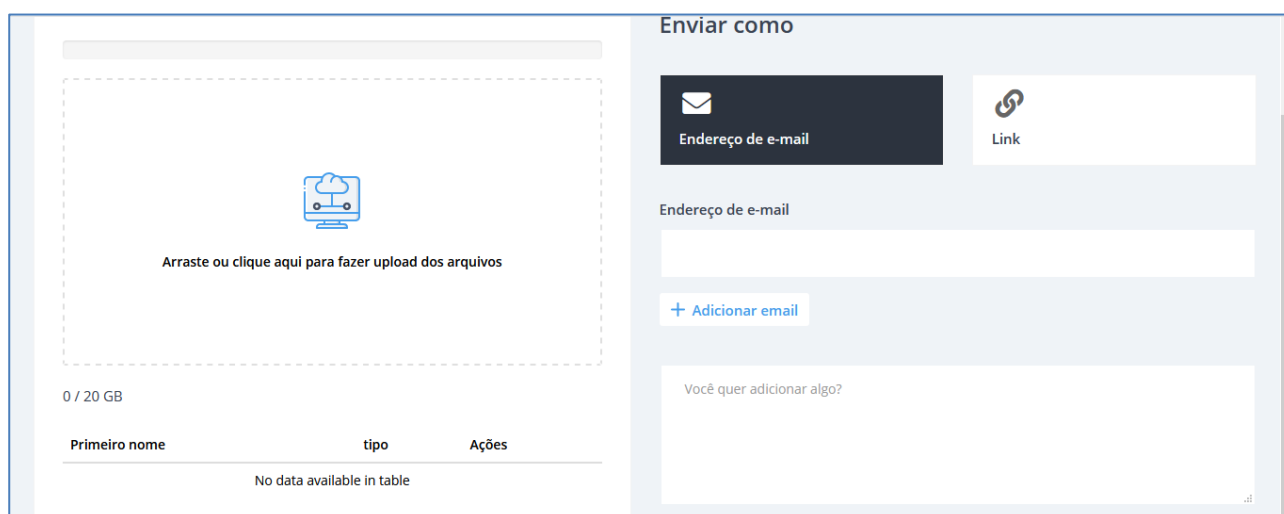 Enviar como
Endereço de e-mail
Link
Arraste ou clique aqui para fazer upload dos arquivos
0 / 20 GB
Primeiro nome tipo Ações
No data available in table
Endereço de e-mail
+ Adicionar email
Você quer adicionar algo?